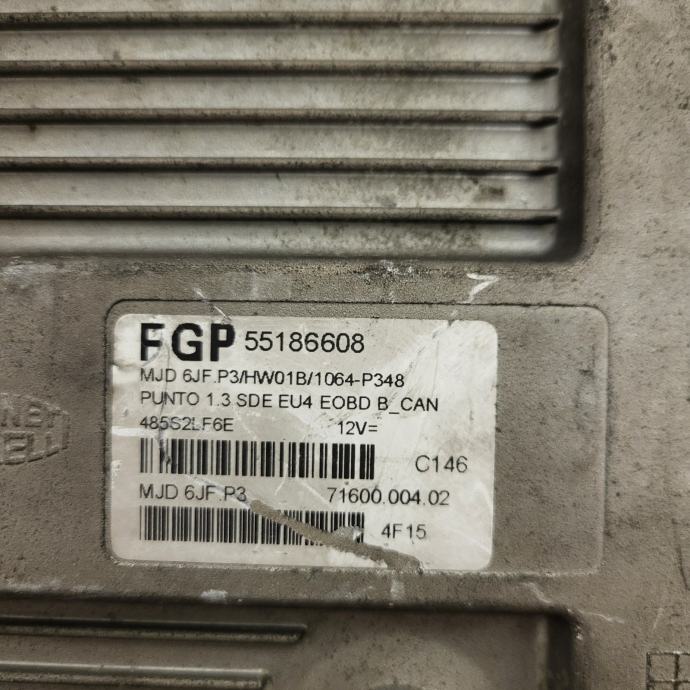 FGP 55186608
MJD 6JF.P3/HW01B/1064-P348
PUNTO 1.3 SDE EU4 EOBD B_CAN
485S2LF6E 12V=
C146
MJD 6JF.P3 71600.004.02
4F15